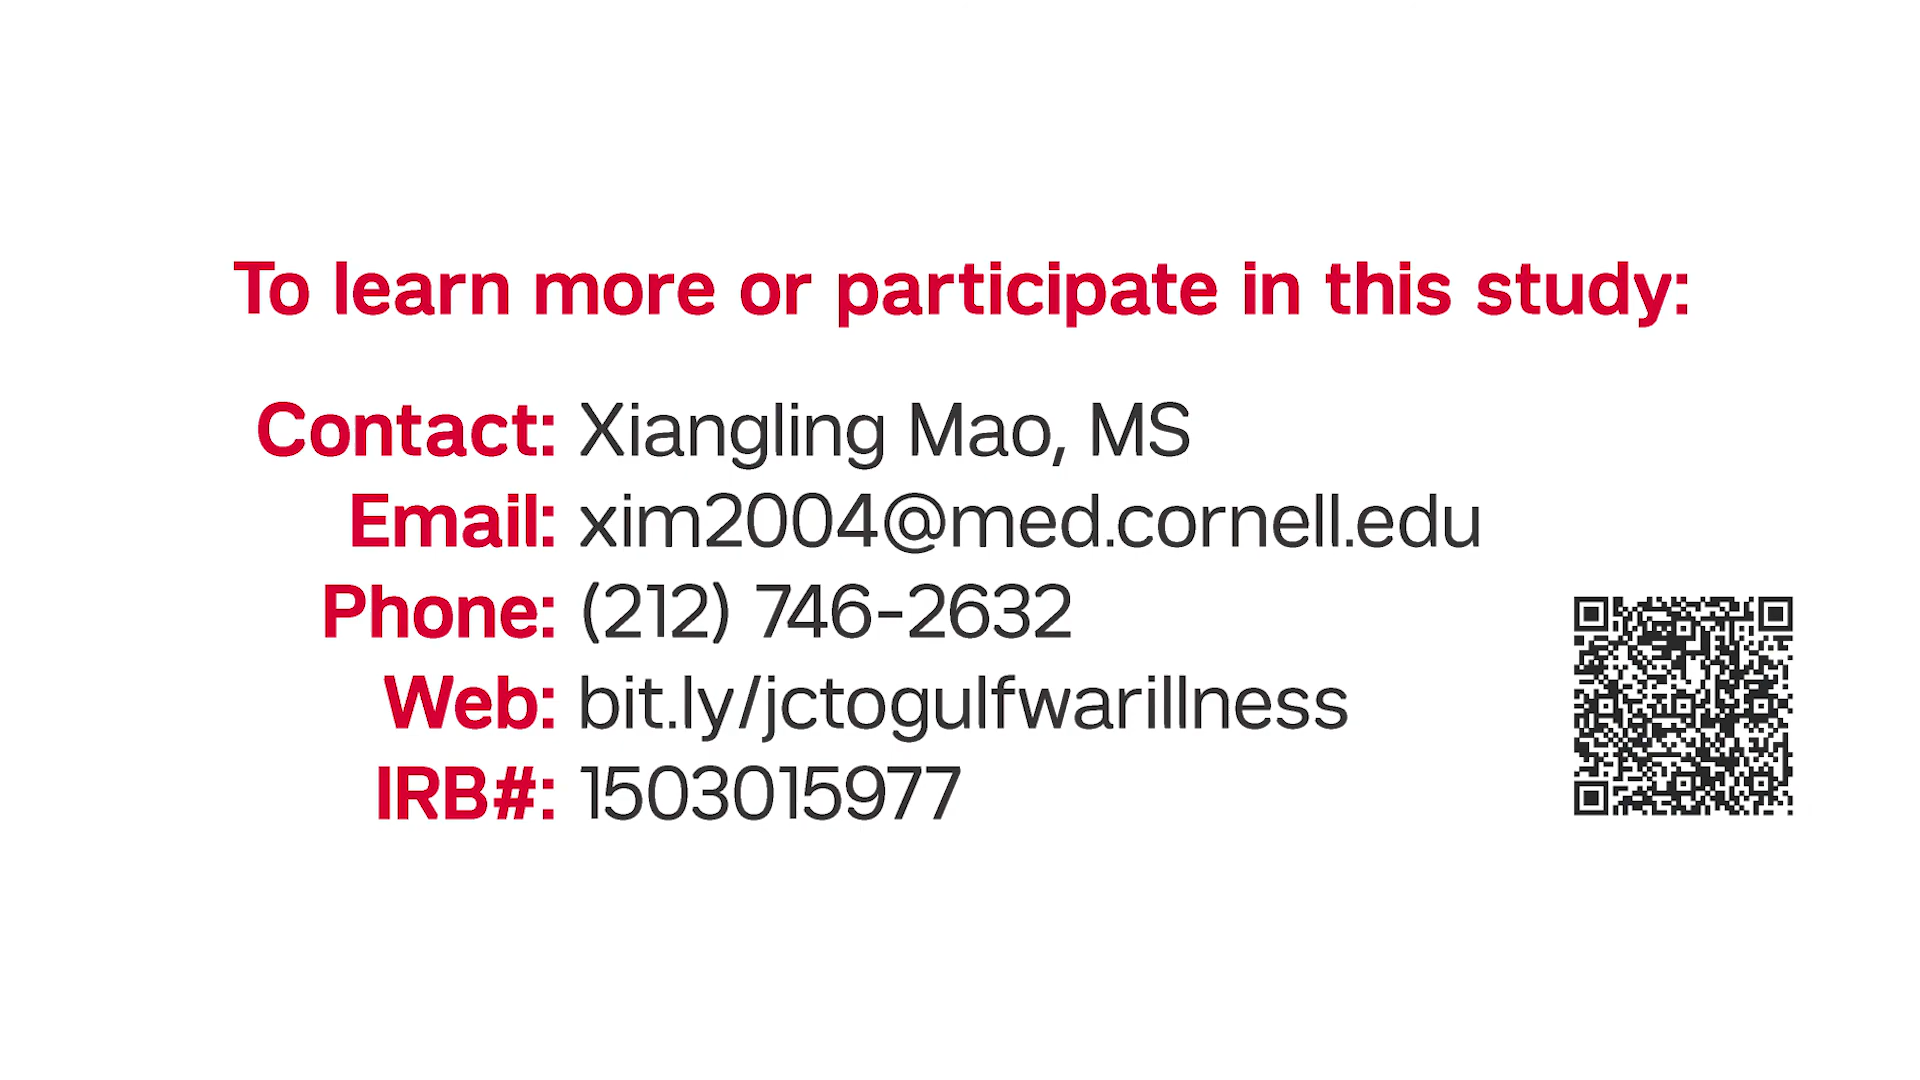 To learn more or participate in this study:
Contact: Xiangling Mao, MS
Email: xim2004@med.cornell.edu
Phone: (212) 746-2632
Web: bit.ly/jctogulfwarillness
IRB#: 1503015977